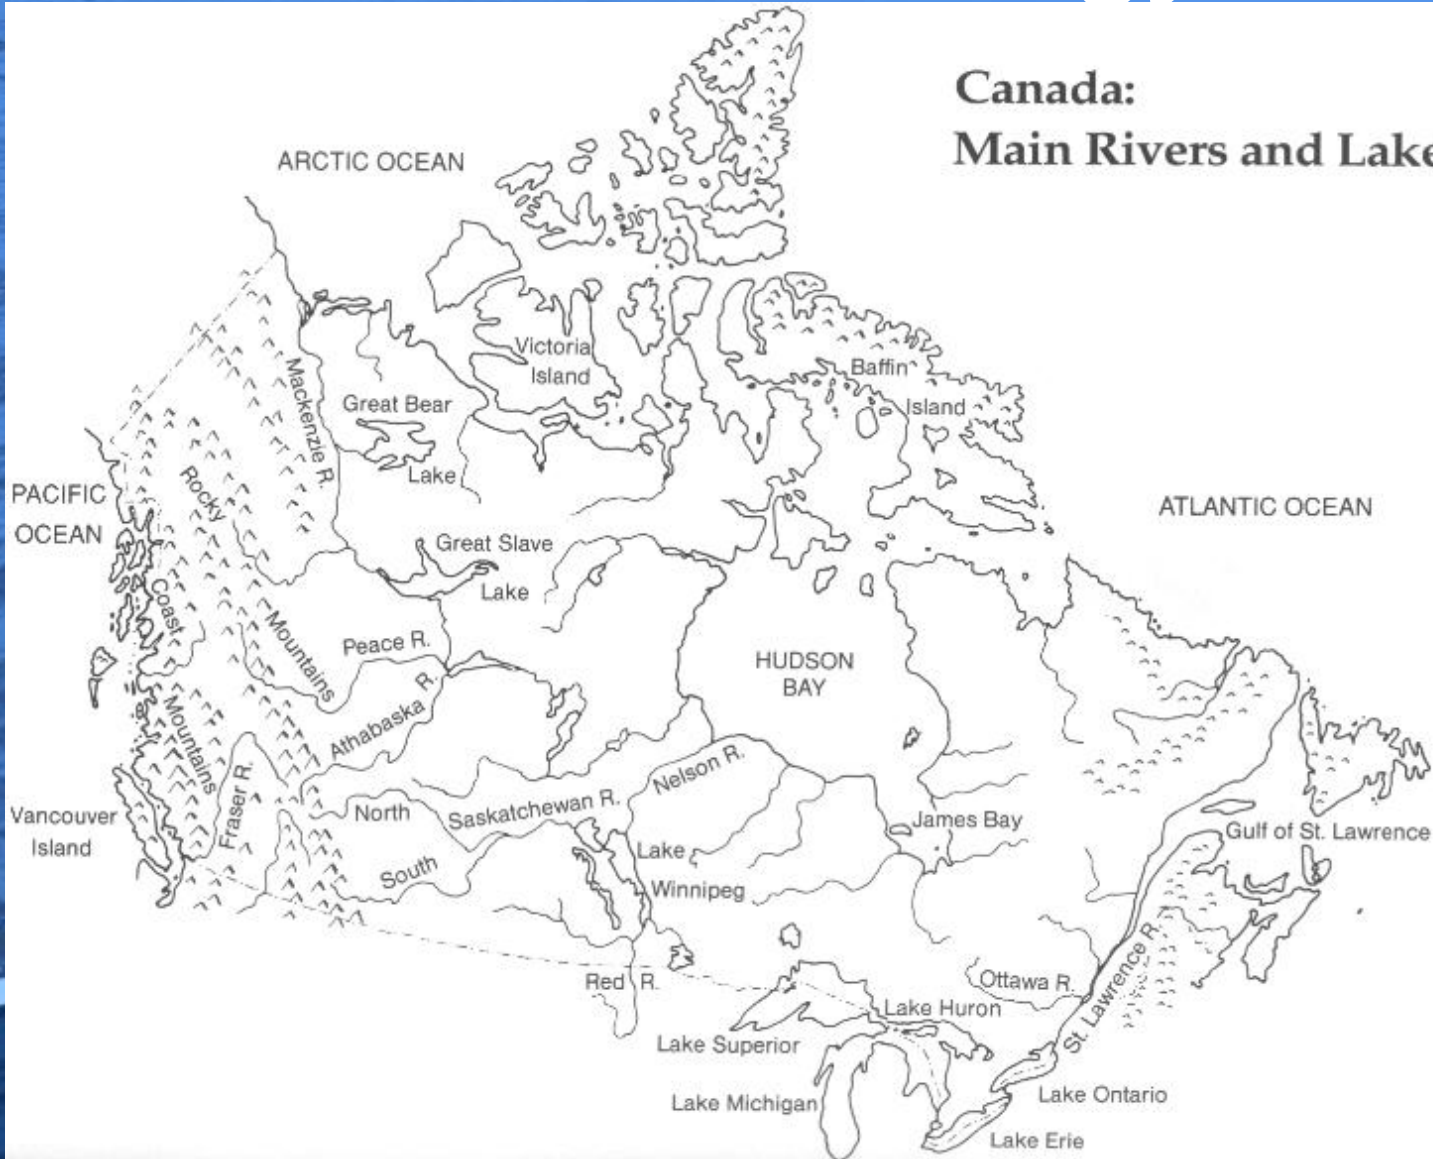 Canada:
Main Rivers and Lake
ARCTIC OCEAN
Victoria
Island
Baffin
Island
Mackenzie R.
Great Bear
Lake
Rocky
Mountains
PACIFIC
OCEAN
ATLANTIC OCEAN
Great Slave
Lake
Coast
Mountains
Peace R.
HUDSON
BAY
Athabaska R.
Fraser R.
Nelson R.
North
Saskatchewan R.
South
Vancouver
Island
James Bay
Gulf of St. Lawrence
Lake
Winnipeg
Red R.
Ottawa R.
St. Lawrence R.
Lake Huron
Lake Superior
Lake Michigan
Lake Ontario
Lake Erie